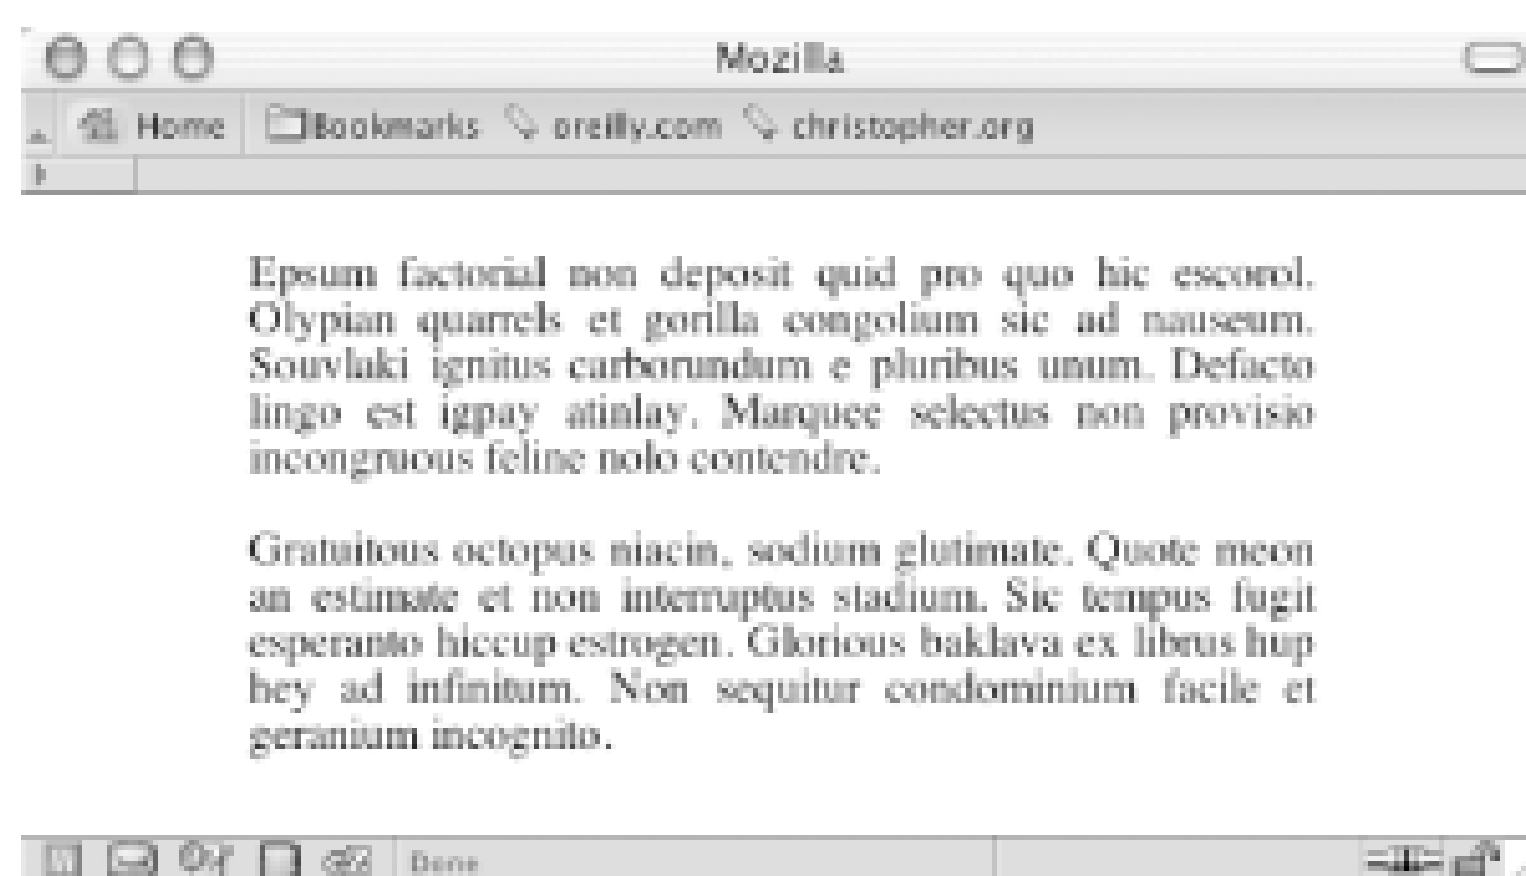 Mozilla
Home Bookmarks oreilly.com christopher.org
Epsum factorial non deposit quid pro quo hic escorol.
Olypian quarrels et gorilla congolium sic ad nauseum.
Souvlaki ignitus carborundum e pluribus unum. Defacto
lingo est igpay atinlay. Marquee selectus non provisio
incongruous feline nolo contendre.
Gratuitous octopus niacin, sodium glutimate. Quote meon
an estimate et non interruptus stadium. Sic tempus fugit
esperanto hiccup estrogen. Glorious baklava ex librus hup
hey ad infinitum. Non sequitur condominium facile et
geranium incognito.
Done